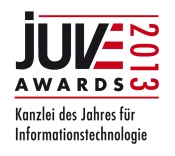 JUVE
AWARDS
2013
Kanzlei des Jahres für
Informationstechnologie